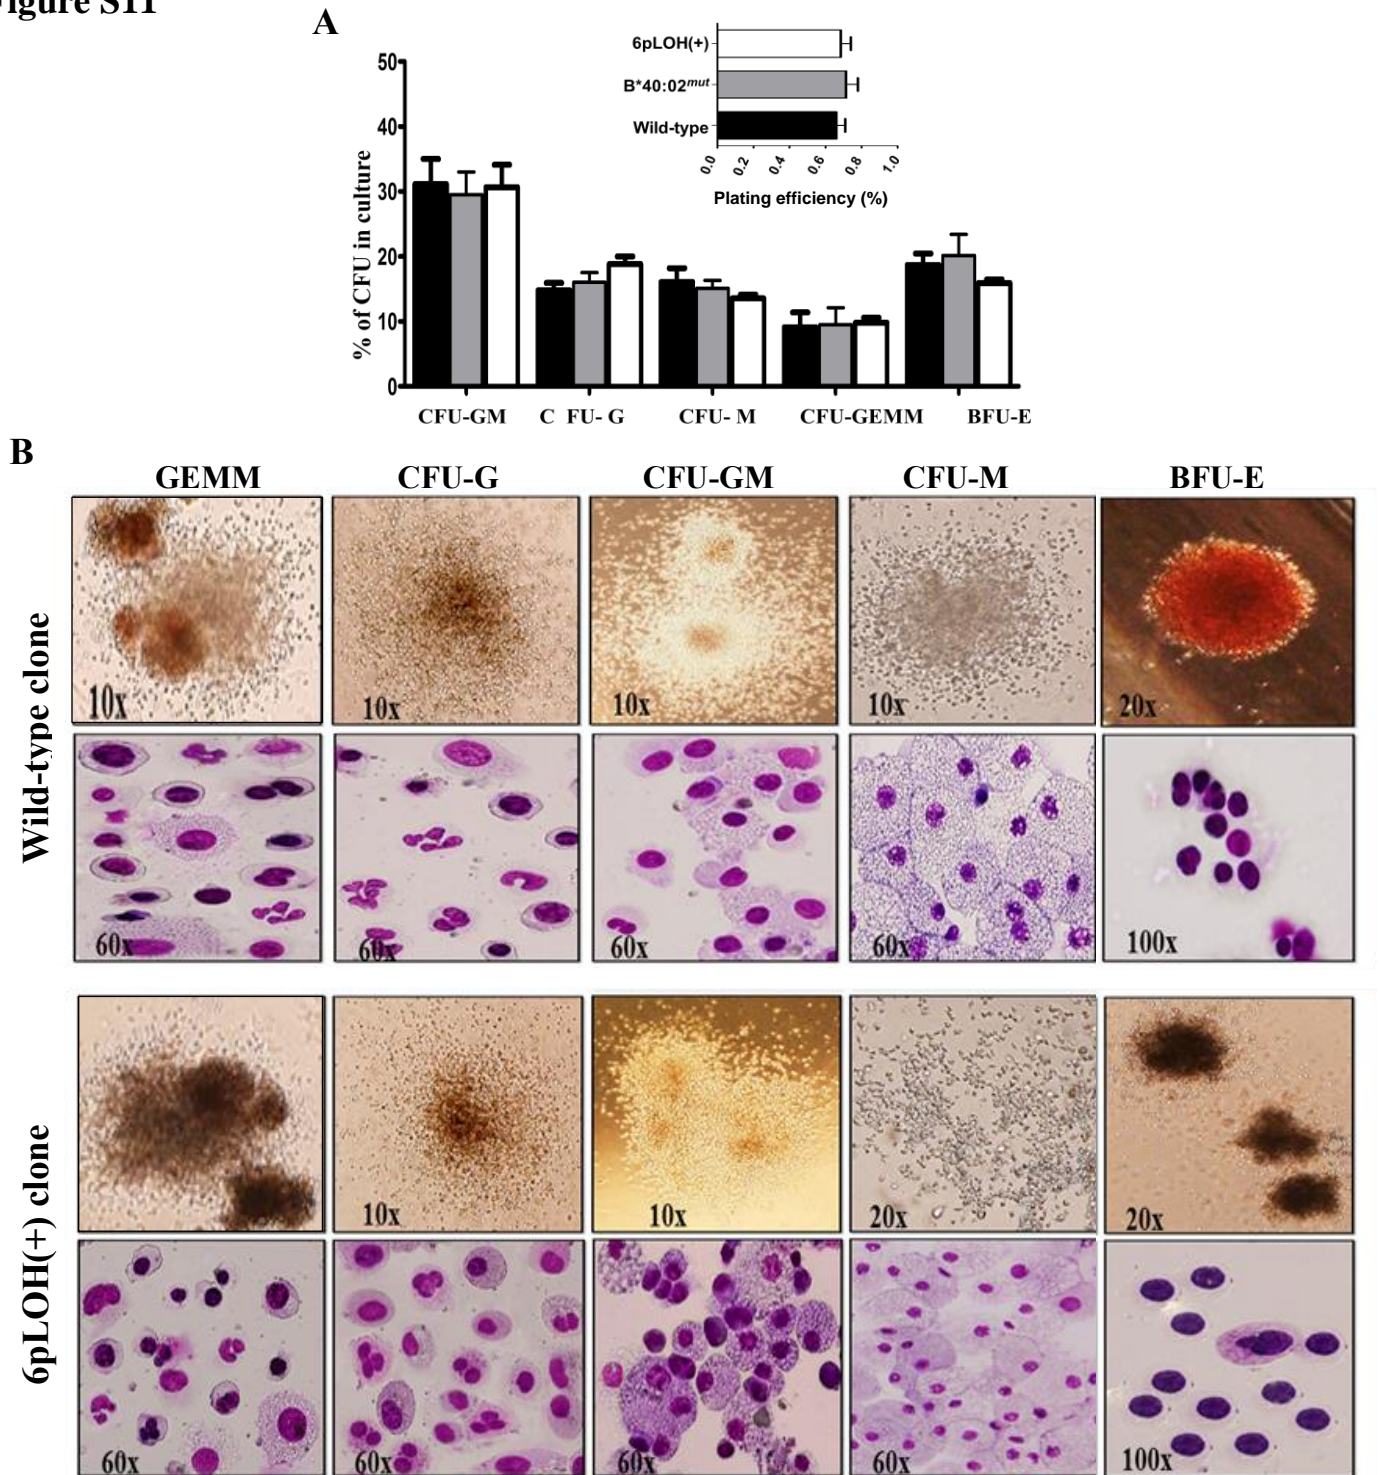 Figure S11
A
6pLOH(+)
B*40:02mut
Wild-type
0.0 0.2 0.4 0.6 0.8 1.0
Plating efficiency (%)
% of CFU in culture
50
40
30
20
10
0
CFU-GM C FU- G CFU- M CFU-GEMM BFU-E
B
GEMM CFU-G CFU-GM CFU-M BFU-E
Wild-type clone
10x 10x 10x 10x 20x
60x 60x 60x 60x 100x
6pLOH(+) clone
10x 10x 20x 20x
60x 60x 60x 60x 100x